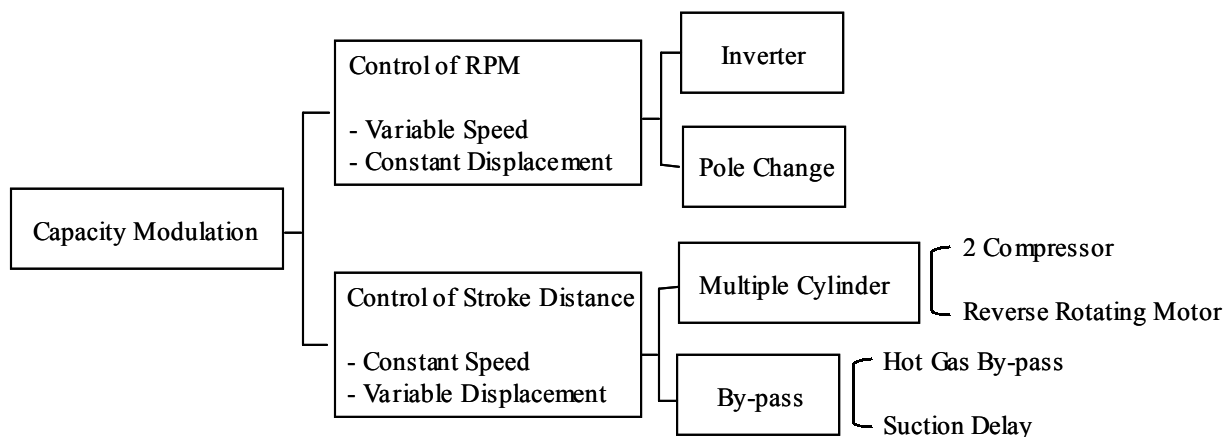 Capacity Modulation
Control of RPM
- Variable Speed
- Constant Displacement
Inverter
Pole Change
Control of Stroke Distance
- Constant Speed
- Variable Displacement
Multiple Cylinder
2 Compressor
Reverse Rotating Motor
By-pass
Hot Gas By-pass
Suction Delay